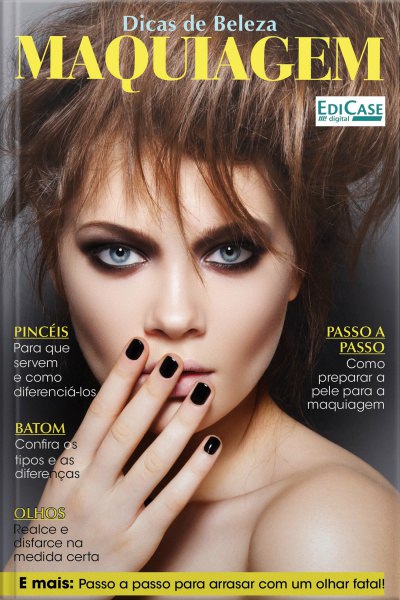 Dicas de Beleza
MAQUIAGEM
EDICASE
digital
PINCÉIS
Para que
servem
e como
diferenciá-los
BATOM
Confira os
tipos e as
diferenças
OLHOS
Realce e
disfarce na
medida certa
PASSO A
PASSO
Como
preparar a
pele para a
maquiagem
E mais: Passo a passo para arrasar com um olhar fatal!